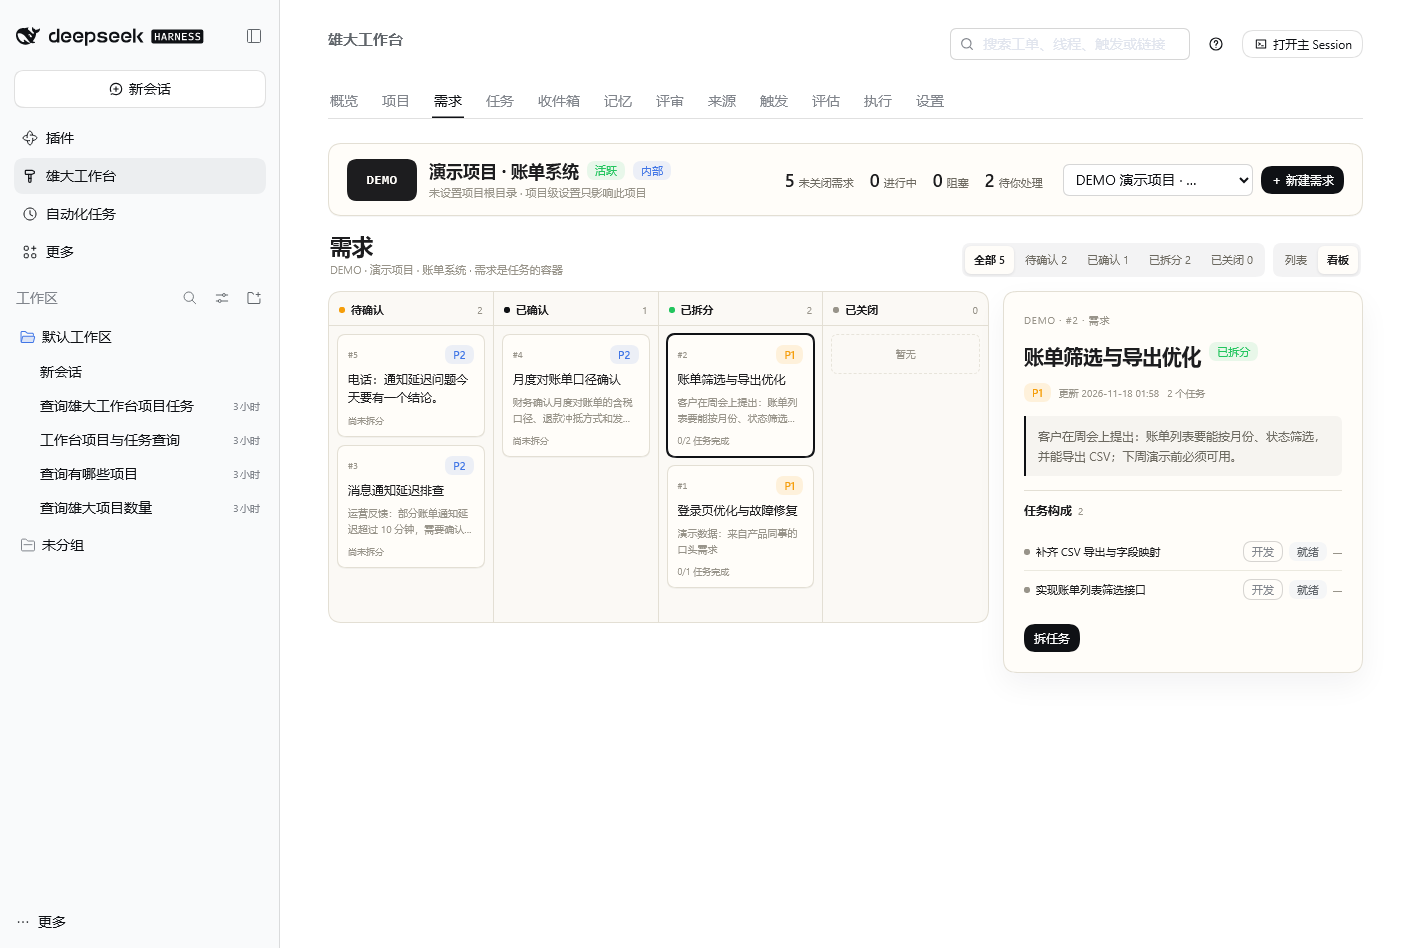 deepseek HARNESS
新会话
插件
雄大工作台
自动化任务
更多
工作区
默认工作区
新会话
查询雄大工作台项目任务 3 小时
工作台项目与任务查询 3 小时
查询有哪些项目 3 小时
查询雄大项目数量 3 小时
未分组
··· 更多
雄大工作台
搜索工单、线程、触发或链接
打开主 Session
概览 项目 需求 任务 收件箱 记忆 评审 来源 触发 评估 执行 设置
DEMO
演示项目 · 账单系统 活跃 内部
未设置项目根目录 · 项目级设置只影响此项目
5 未关闭需求 0 进行中 0 阻塞 2 待你处理
DEMO 演示项目 · ...
+ 新建需求
需求
DEMO · 演示项目 · 账单系统 · 需求是任务的容器
全部 5 待确认 2 已确认 1 已拆分 2 已关闭 0
列表 看板
待确认 2
#5 P2
电话：通知延迟问题今
天要有一个结论。
尚未拆分
#3 P2
消息通知延迟排查
运营反馈：部分账单通知延
迟超过 10 分钟，需要确认...
尚未拆分
已确认 1
#4 P2
月度对账单口径确认
财务确认月度对账单的含税
口径、退款冲抵方式和发...
尚未拆分
已拆分 2
#2 P1
账单筛选与导出优化
客户在周会上提出：账单列
表要能按月份、状态筛选...
0/2 任务完成
#1 P1
登录页优化与故障修复
演示数据：来自产品同事的
口头需求
0/1 任务完成
已关闭 0
暂无
DEMO · #2 · 需求
账单筛选与导出优化 已拆分
P1 更新 2026-11-18 01:58 2 个任务
客户在周会上提出：账单列表要能按月份、状态筛选，
并能导出 CSV；下周演示前必须可用。
任务构成 2
补齐 CSV 导出与字段映射 开发 就绪 —
实现账单列表筛选接口 开发 就绪 —
拆任务